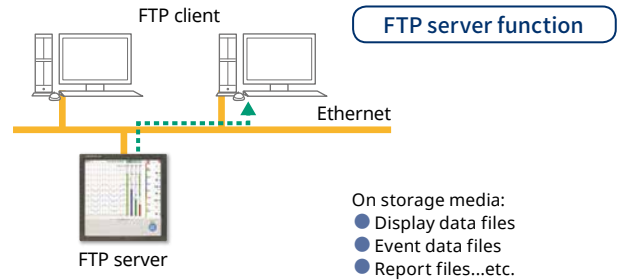 FTP client
FTP server function
Ethernet
FTP server
On storage media:
Display data files
Event data files
Report files...etc.